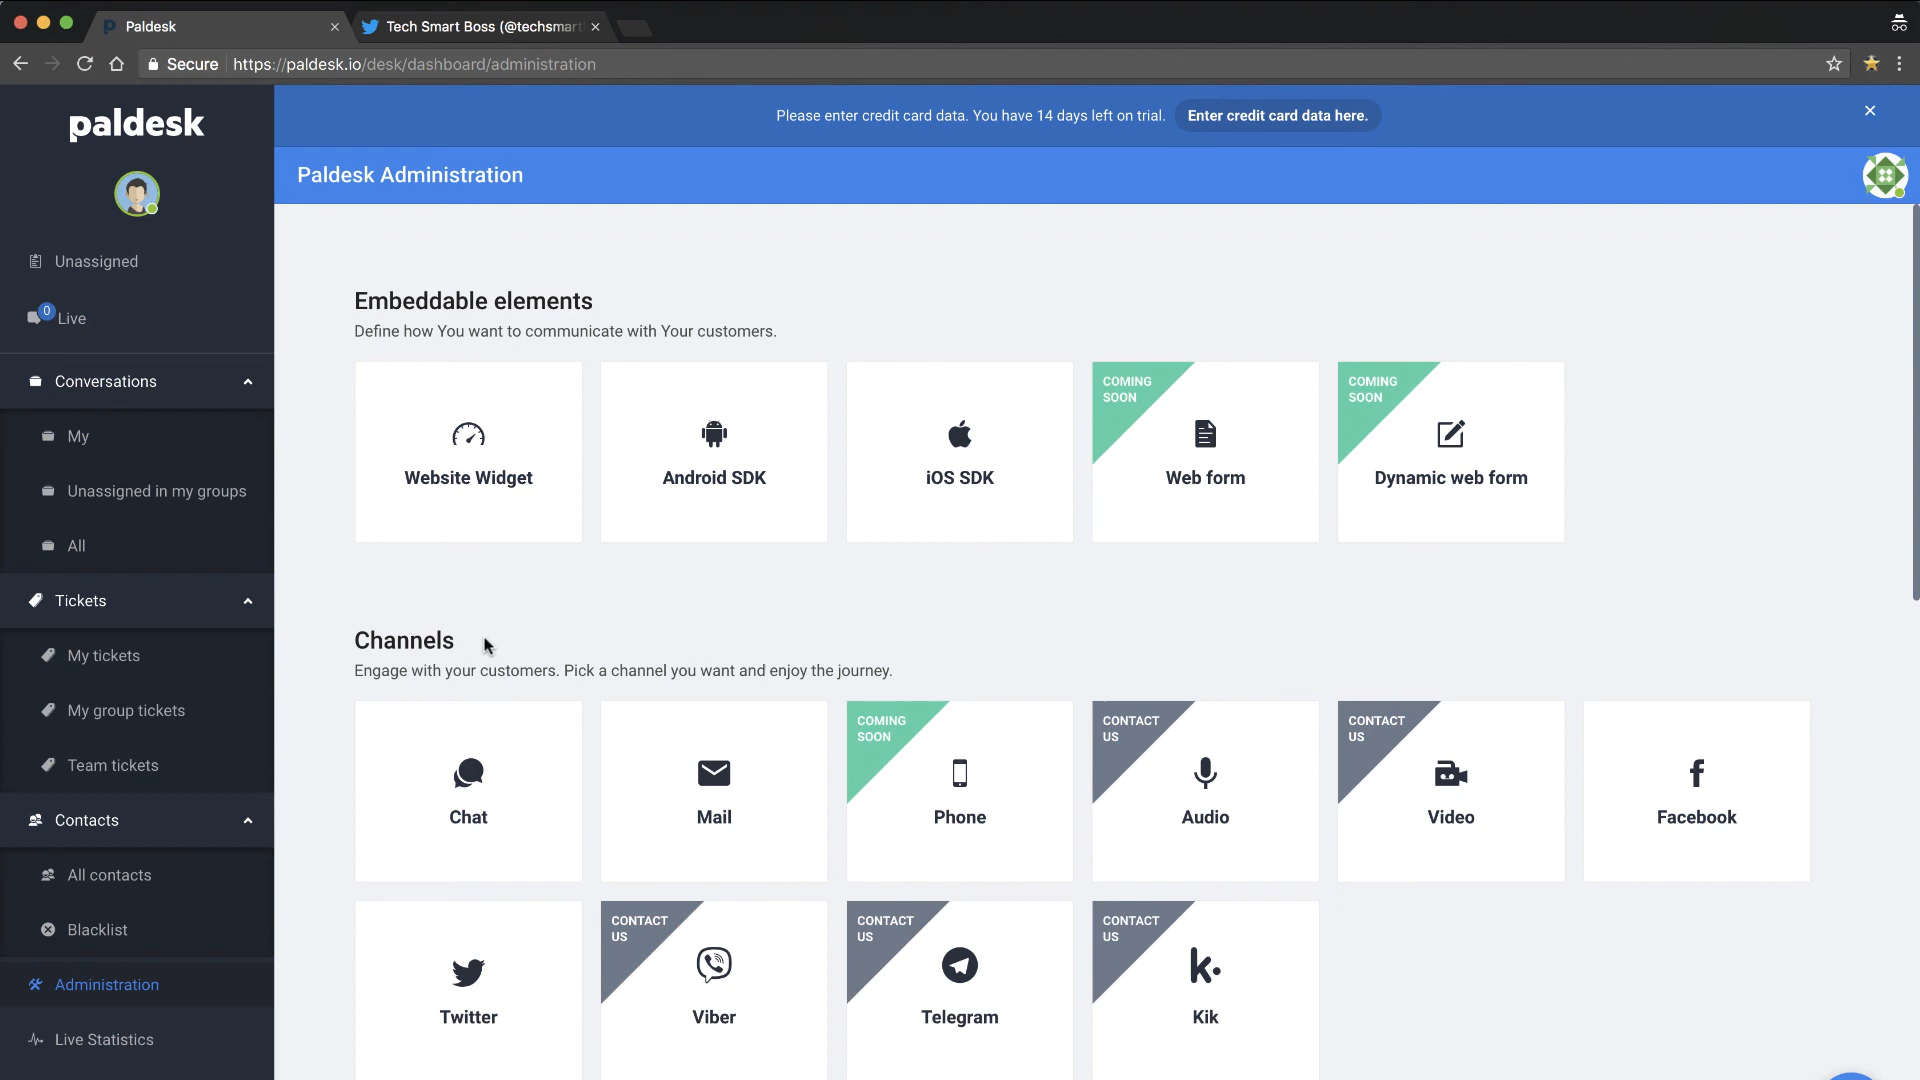 Paldesk
Tech Smart Boss (@techsmart
Secure
https://paldesk.io/desk/dashboard/administration
paldesk
Please enter credit card data. You have 14 days left on trial.
Enter credit card data here.
Paldesk Administration
Unassigned
0
Live
Conversations
My
Unassigned in my groups
All
Tickets
My tickets
My group tickets
Team tickets
Contacts
All contacts
Blacklist
Administration
Live Statistics
Embeddable elements
Define how You want to communicate with Your customers.
Website Widget
Android SDK
iOS SDK
COMING
SOON
Web form
COMING
SOON
Dynamic web form
Channels
Engage with your customers. Pick a channel you want and enjoy the journey.
Chat
Mail
COMING
SOON
Phone
CONTACT
US
Audio
CONTACT
US
Video
Facebook
Twitter
CONTACT
US
Viber
CONTACT
US
Telegram
CONTACT
US
k.
Kik